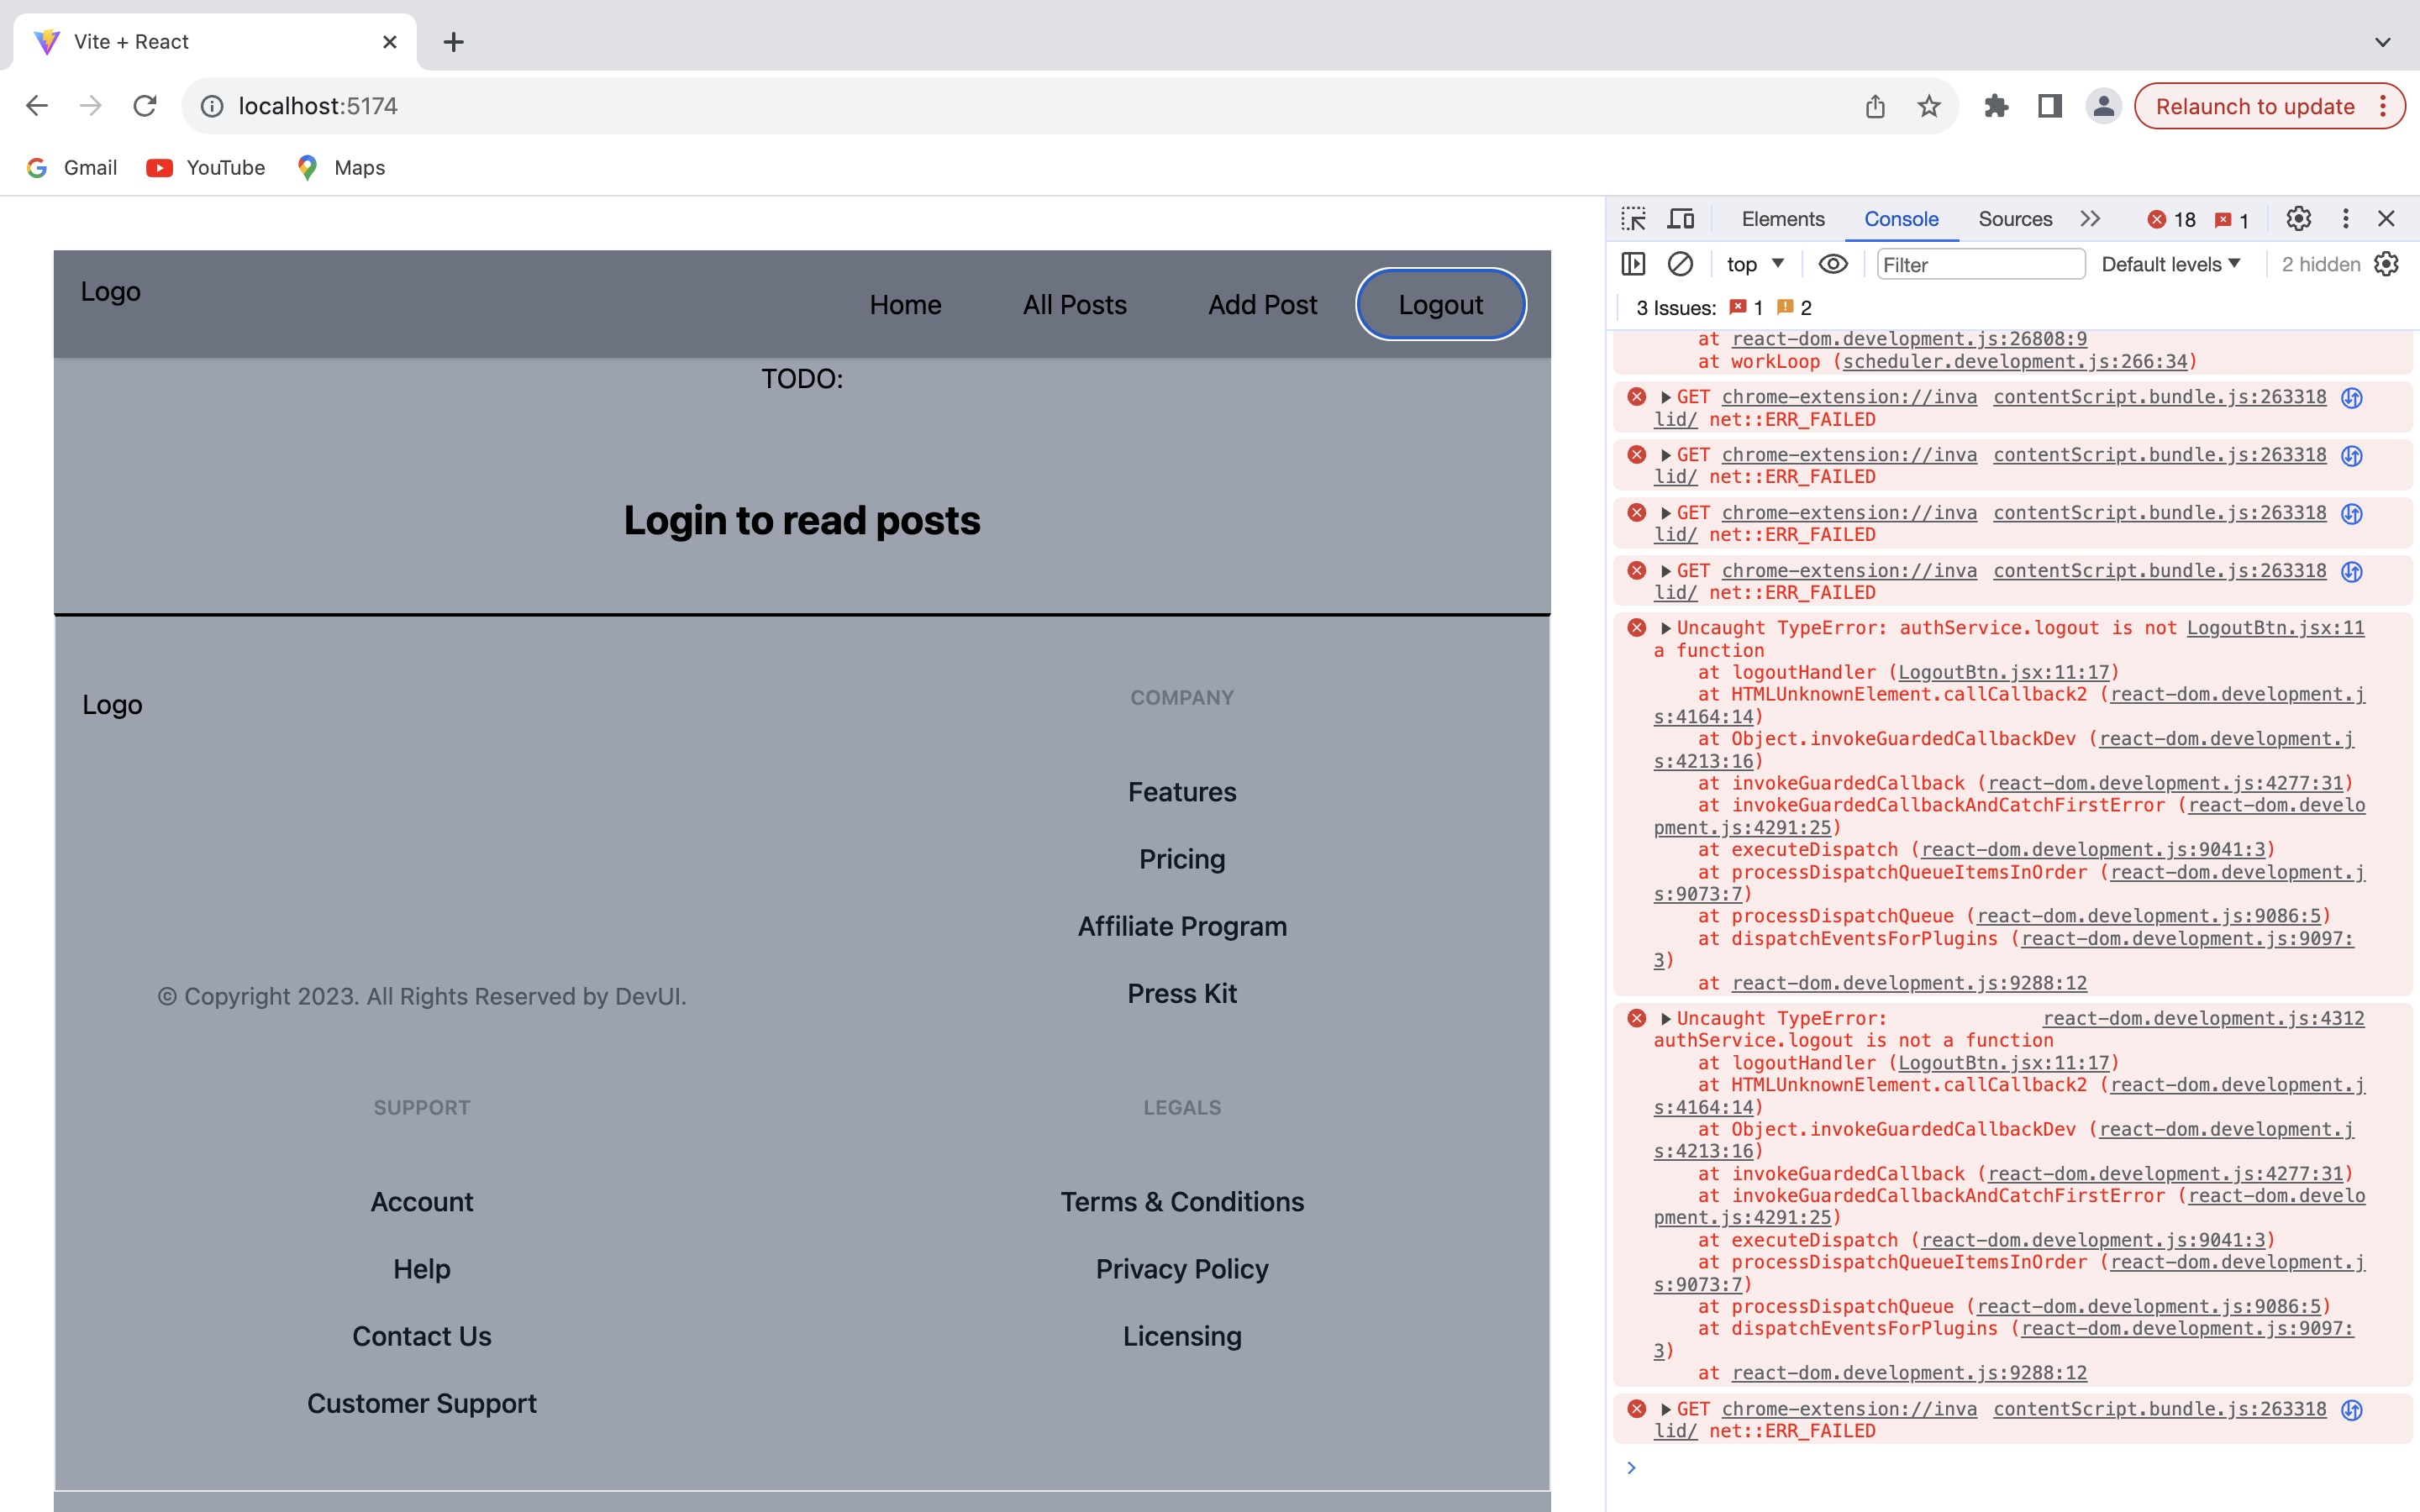 Vite + React
localhost:5174
Relaunch to update
Gmail
YouTube
Maps
Logo
Home
All Posts
Add Post
Logout
TODO:
Login to read posts
Logo
COMPANY
Features
Pricing
Affiliate Program
Press Kit
© Copyright 2023. All Rights Reserved by DevUI.
SUPPORT
Account
Help
Contact Us
Customer Support
LEGALS
Terms & Conditions
Privacy Policy
Licensing
Elements
Console
Sources
18
1
top
Filter
Default levels
2 hidden
3 Issues:
1
2
at react-dom.development.js:26808:9
at workLoop (scheduler.development.js:266:34)
GET chrome-extension://inva contentScript.bundle.js:263318
lid/ net::ERR_FAILED
GET chrome-extension://inva contentScript.bundle.js:263318
lid/ net::ERR_FAILED
GET chrome-extension://inva contentScript.bundle.js:263318
lid/ net::ERR_FAILED
GET chrome-extension://inva contentScript.bundle.js:263318
lid/ net::ERR_FAILED
Uncaught TypeError: authService.logout is not LogoutBtn.jsx:11
a function
at logoutHandler (LogoutBtn.jsx:11:17)
at HTMLUnknownElement.callCallback2 (react-dom.development.j
s:4164:14)
at Object.invokeGuardedCallbackDev (react-dom.development.j
s:4213:16)
at invokeGuardedCallback (react-dom.development.js:4277:31)
at invokeGuardedCallbackAndCatchFirstError (react-dom.develo
pment.js:4291:25)
at executeDispatch (react-dom.development.js:9041:3)
at processDispatchQueueItemsInOrder (react-dom.development.j
s:9073:7)
at processDispatchQueue (react-dom.development.js:9086:5)
at dispatchEventsForPlugins (react-dom.development.js:9097:
3)
at react-dom.development.js:9288:12
Uncaught TypeError: react-dom.development.js:4312
authService.logout is not a function
at logoutHandler (LogoutBtn.jsx:11:17)
at HTMLUnknownElement.callCallback2 (react-dom.development.j
s:4164:14)
at Object.invokeGuardedCallbackDev (react-dom.development.j
s:4213:16)
at invokeGuardedCallback (react-dom.development.js:4277:31)
at invokeGuardedCallbackAndCatchFirstError (react-dom.develo
pment.js:4291:25)
at executeDispatch (react-dom.development.js:9041:3)
at processDispatchQueueItemsInOrder (react-dom.development.j
s:9073:7)
at processDispatchQueue (react-dom.development.js:9086:5)
at dispatchEventsForPlugins (react-dom.development.js:9097:
3)
at react-dom.development.js:9288:12
GET chrome-extension://inva contentScript.bundle.js:263318
lid/ net::ERR_FAILED